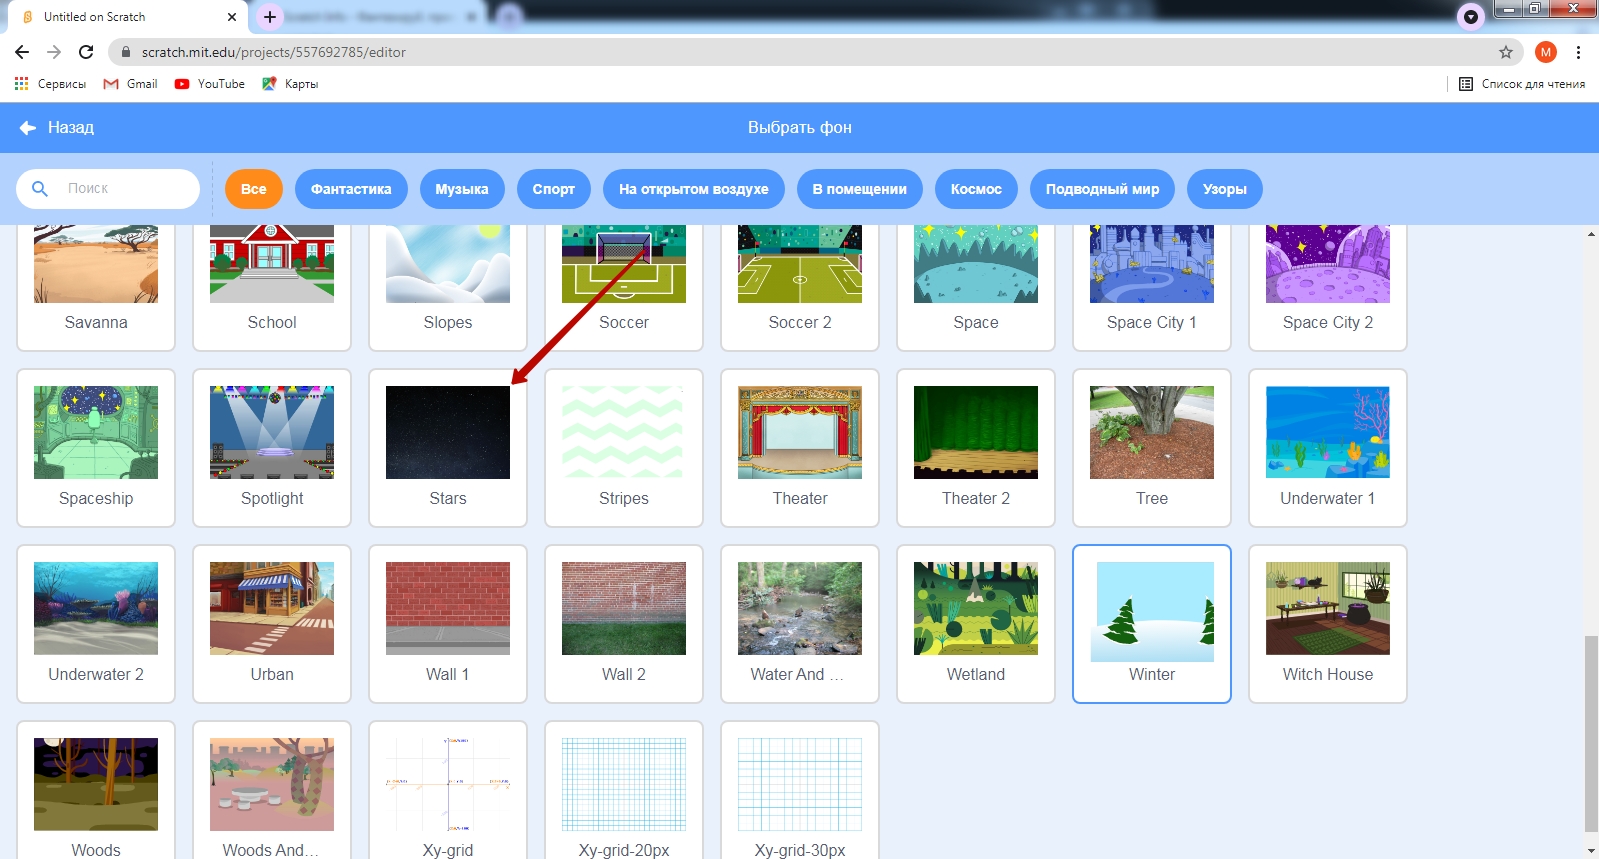 Untitled on Scratch
scratch.mit.edu/projects/557692785/editor
M
Сервисы
Gmail
YouTube
Карты
Список для чтения
Назад
Выбрать фон
Поиск
Все
Фантастика
Музыка
Спорт
На открытом воздухе
В помещении
Космос
Подводный мир
Узоры
Savanna
School
Slopes
Soccer
Soccer 2
Space
Space City 1
Space City 2
Spaceship
Spotlight
Stars
Stripes
Theater
Theater 2
Tree
Underwater 1
Underwater 2
Urban
Wall 1
Wall 2
Water And ...
Wetland
Winter
Witch House
Woods
Woods And...
Xy-grid
Xy-grid-20px
Xy-grid-30px